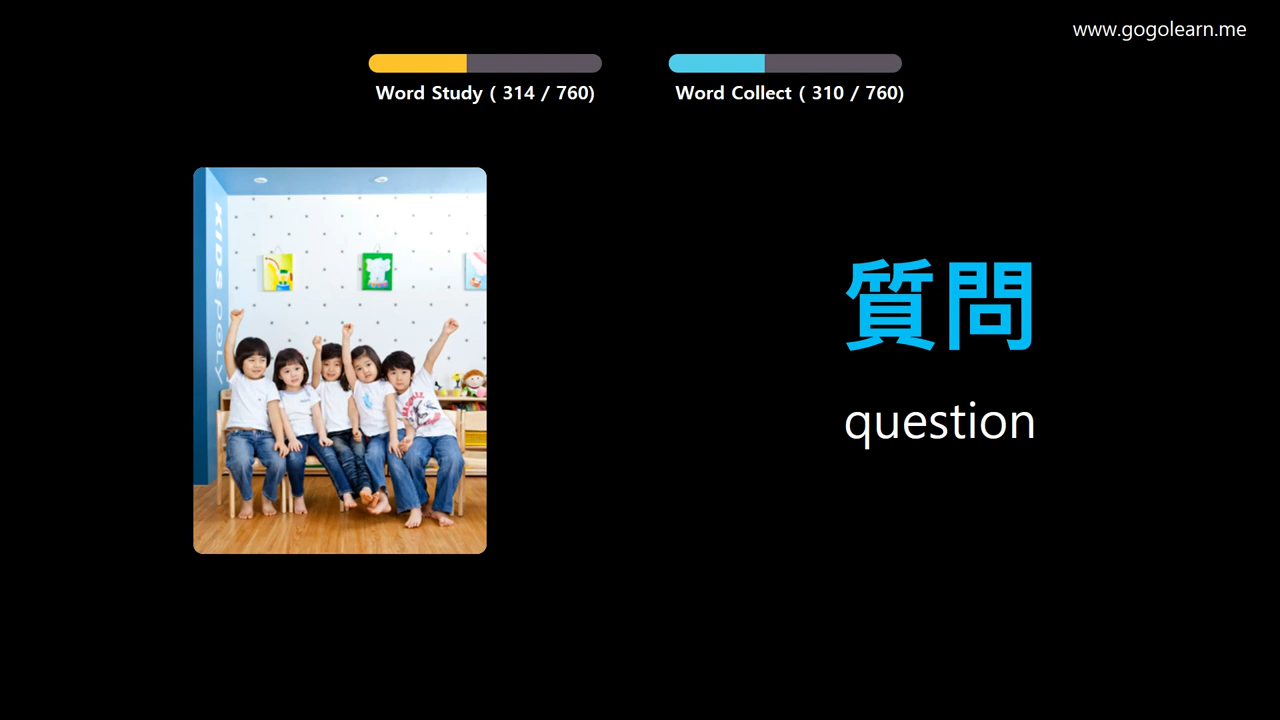 www.gogolearn.me
Word Study ( 314 / 760)
Word Collect ( 310 / 760)
KIDS POLY
質問
question